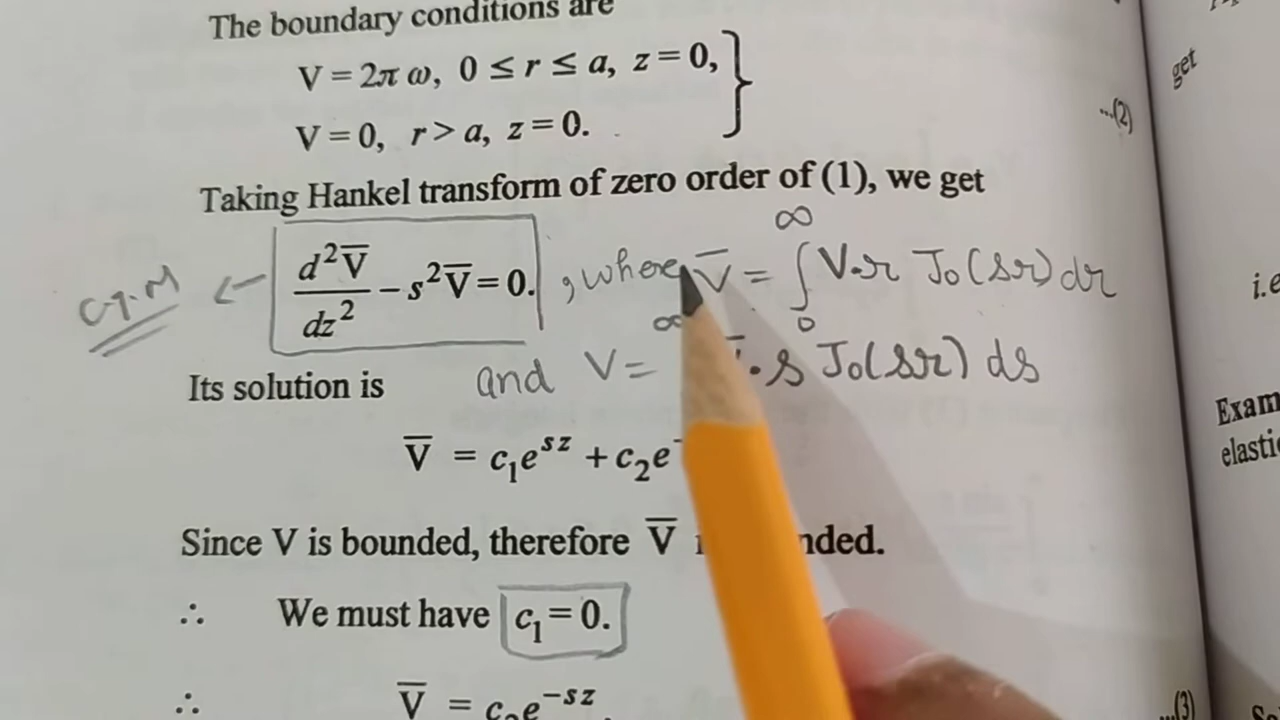 The boundary conditions are
V = 2π ω, 0 ≤ r ≤ a, z = 0,
V = 0, r > a, z = 0.
...(2)
Taking Hankel transform of zero order of (1), we get
d²V̅/dz² − s²V̅ = 0. , where V̅ = ∫₀^∞ V·r J₀(sr) dr
and V = ∞ · s J₀(sr) ds
Its solution is
V̅ = c₁e^{sz} + c₂e^{-
Since V is bounded, therefore V̅ nded.
∴ We must have c₁ = 0.
∴ V̅ = c₂e^{−sz}.
...(3)
get
i.e
Exam
elasti